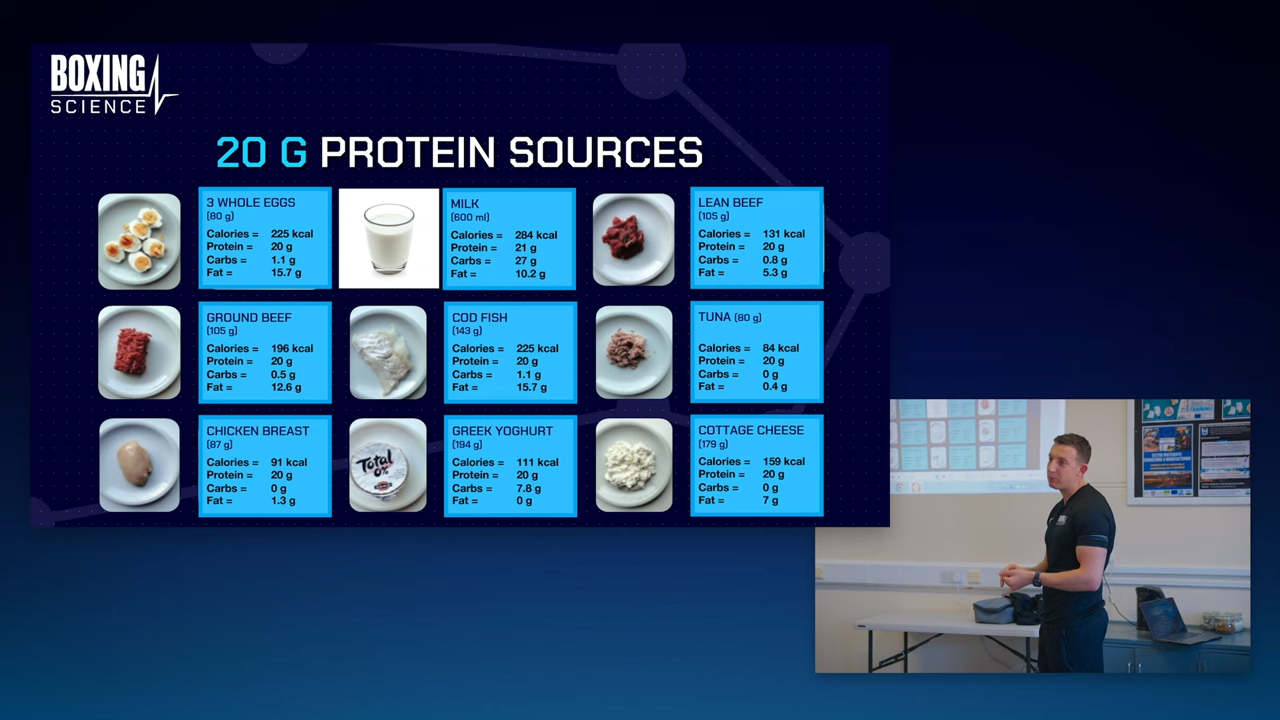 BOXING
SCIENCE
20 G PROTEIN SOURCES
3 WHOLE EGGS
(80 g)
Calories = 225 kcal
Protein = 20 g
Carbs = 1.1 g
Fat = 15.7 g
MILK
(600 ml)
Calories = 284 kcal
Protein = 21 g
Carbs = 27 g
Fat = 10.2 g
LEAN BEEF
(105 g)
Calories = 131 kcal
Protein = 20 g
Carbs = 0.8 g
Fat = 5.3 g
GROUND BEEF
(105 g)
Calories = 196 kcal
Protein = 20 g
Carbs = 0.5 g
Fat = 12.6 g
COD FISH
(143 g)
Calories = 225 kcal
Protein = 20 g
Carbs = 1.1 g
Fat = 15.7 g
TUNA (80 g)
Calories = 84 kcal
Protein = 20 g
Carbs = 0 g
Fat = 0.4 g
CHICKEN BREAST
(87 g)
Calories = 91 kcal
Protein = 20 g
Carbs = 0 g
Fat = 1.3 g
Total
0%
GREEK YOGHURT
(194 g)
Calories = 111 kcal
Protein = 20 g
Carbs = 7.8 g
Fat = 0 g
COTTAGE CHEESE
(179 g)
Calories = 159 kcal
Protein = 20 g
Carbs = 0 g
Fat = 7 g